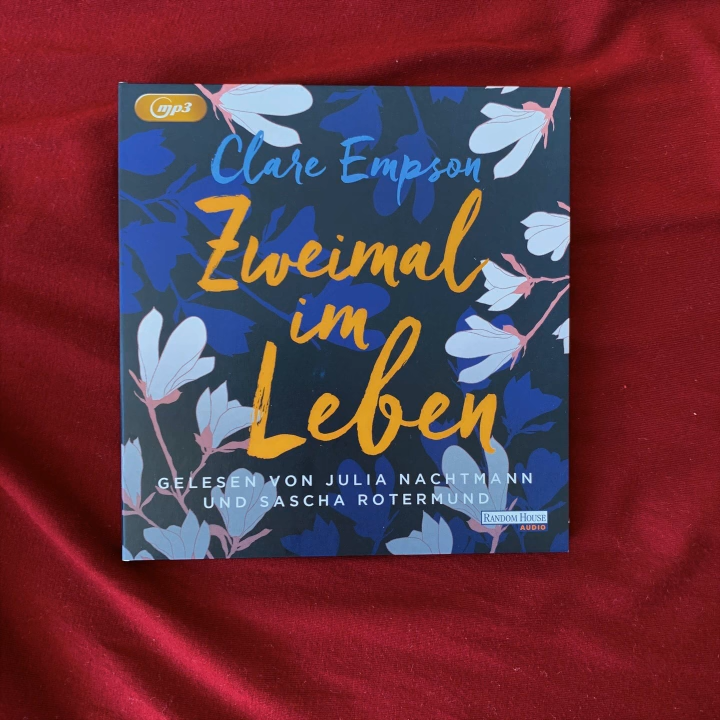 mp3
Clare Empson
Zweimal
im
Leben
GELESEN VON JULIA NACHTMANN
UND SASCHA ROTERMUND
RANDOM HOUSE
AUDIO